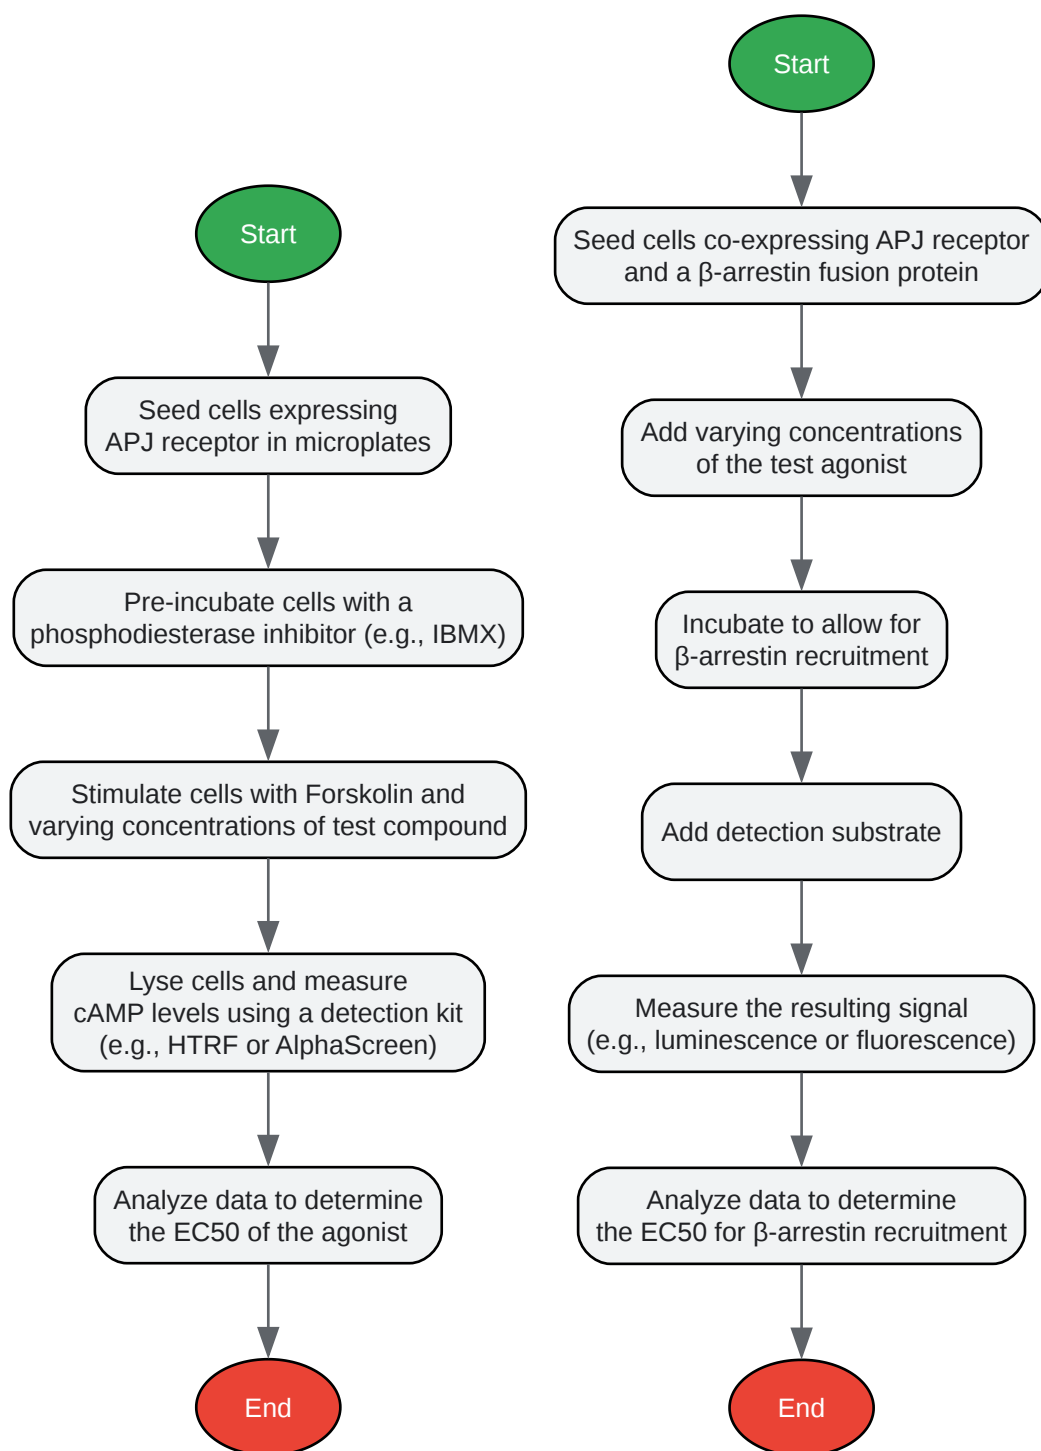 Start
Seed cells expressing
APJ receptor in microplates
Pre-incubate cells with a
phosphodiesterase inhibitor (e.g., IBMX)
Stimulate cells with Forskolin and
varying concentrations of test compound
Lyse cells and measure
cAMP levels using a detection kit
(e.g., HTRF or AlphaScreen)
Analyze data to determine
the EC50 of the agonist
End
Start
Seed cells co-expressing APJ receptor
and a β-arrestin fusion protein
Add varying concentrations
of the test agonist
Incubate to allow for
β-arrestin recruitment
Add detection substrate
Measure the resulting signal
(e.g., luminescence or fluorescence)
Analyze data to determine
the EC50 for β-arrestin recruitment
End